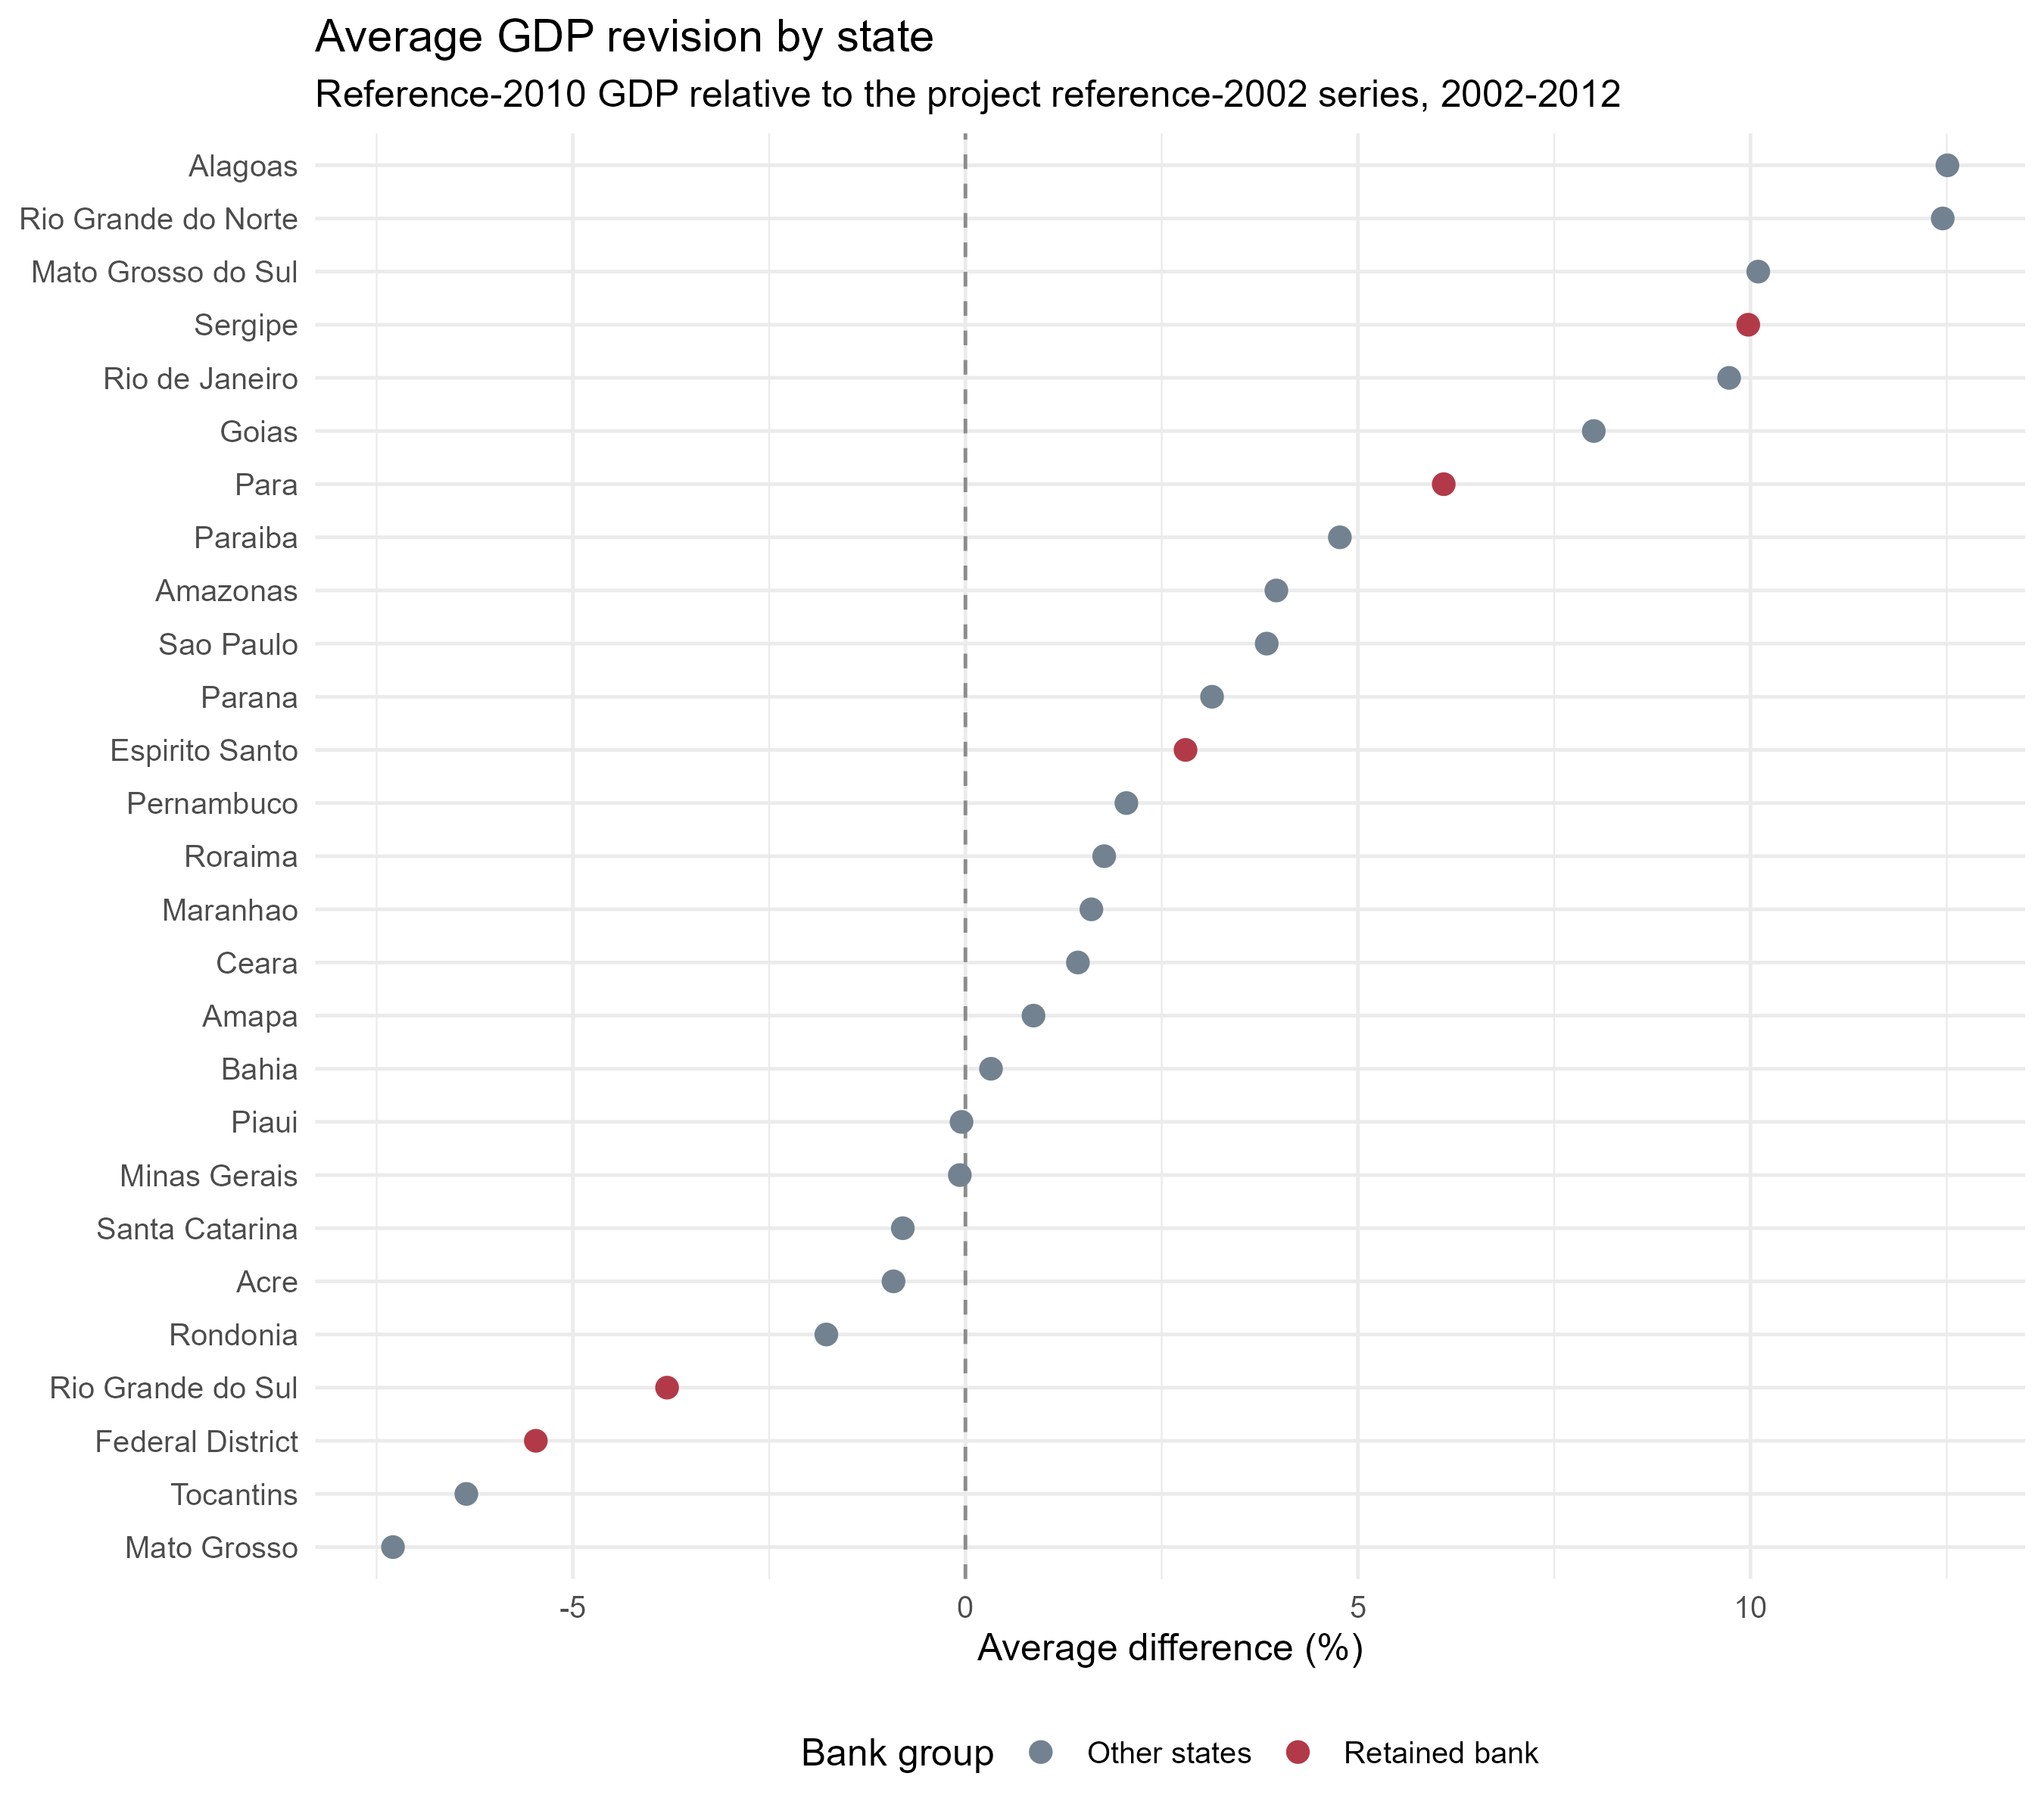 Average GDP revision by state
Reference-2010 GDP relative to the project reference-2002 series, 2002-2012
Alagoas
Rio Grande do Norte
Mato Grosso do Sul
Sergipe
Rio de Janeiro
Goias
Para
Paraiba
Amazonas
Sao Paulo
Parana
Espirito Santo
Pernambuco
Roraima
Maranhao
Ceara
Amapa
Bahia
Piaui
Minas Gerais
Santa Catarina
Acre
Rondonia
Rio Grande do Sul
Federal District
Tocantins
Mato Grosso
-5 0 5 10
Average difference (%)
Bank group Other states Retained bank